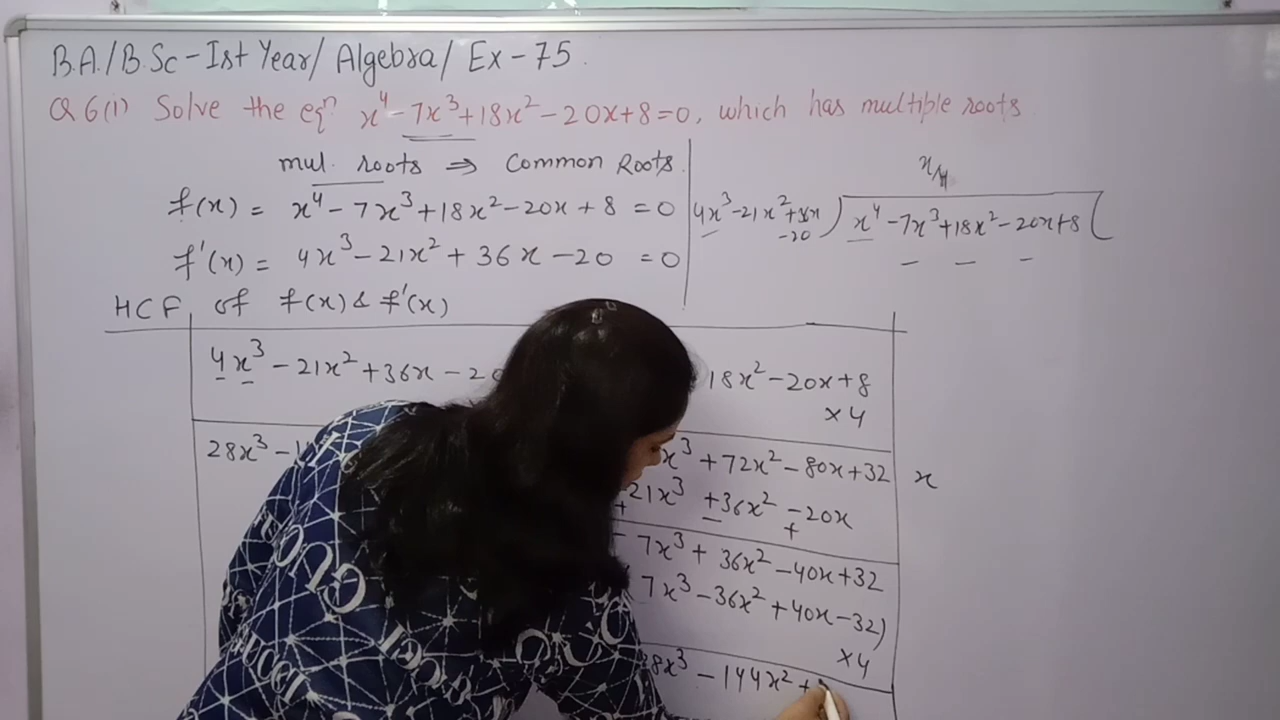 B.A./B.Sc-Ist Year/ Algebra/ Ex-75.
Q 6(i) Solve the eqn x⁴-7x³+18x²-20x+8=0, which has multiple roots
mul. roots ⇒ Common Roots.
f(x) = x⁴-7x³+18x²-20x+8 =0
f'(x) = 4x³-21x²+36x-20 =0
HCF of f(x) & f'(x)
x/4
4x³-21x²+36x-20 ) x⁴-7x³+18x²-20x+8 (
4x³-21x²+36x-20
28x³-1
18x²-20x+8
×4
x³+72x²-80x+32 x
+21x³ +36x² -20x
- +
-7x³+36x²-40x+32
7x³-36x²+40x-32)
×4
28x³-144x²+